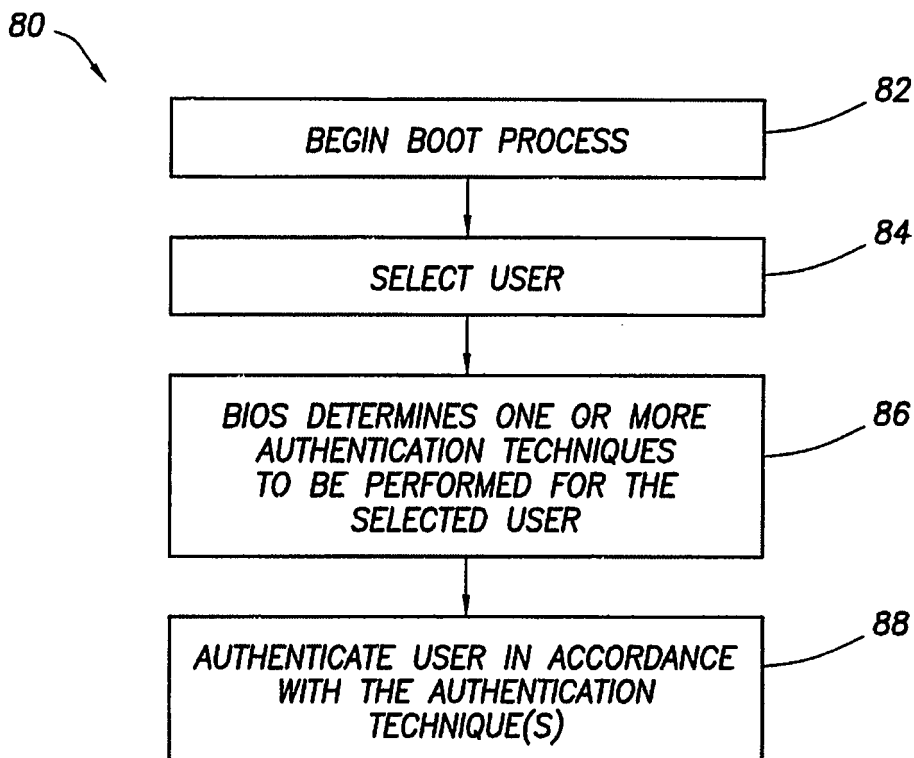 80
82
BEGIN BOOT PROCESS
84
SELECT USER
86
BIOS DETERMINES ONE OR MORE
AUTHENTICATION TECHNIQUES
TO BE PERFORMED FOR THE
SELECTED USER
88
AUTHENTICATE USER IN ACCORDANCE
WITH THE AUTHENTICATION
TECHNIQUE(S)